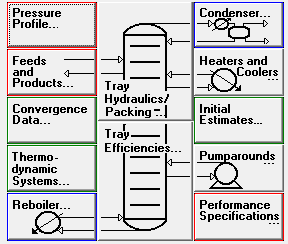 Pressure
Profile...
Feeds
and
Products...
Convergence
Data...
Thermo-
dynamic
Systems...
Reboiler...
Tray
Hydraulics/
Packing ...
Tray
Efficiencies...
Condenser...
Heaters and
Coolers
...
Initial
Estimates...
Pumparounds
...
Performance
Specifications
...